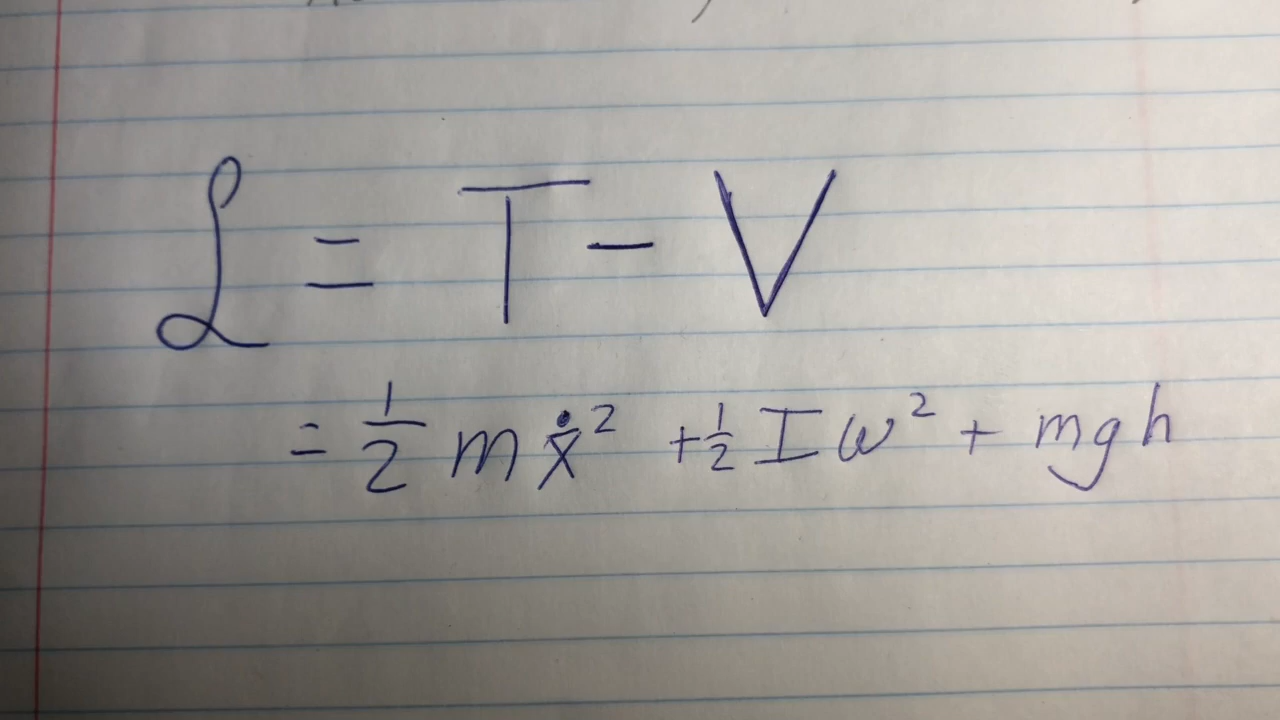 ℒ = T - V
= 1/2 mẋ² + 1/2 Iω² + mgh